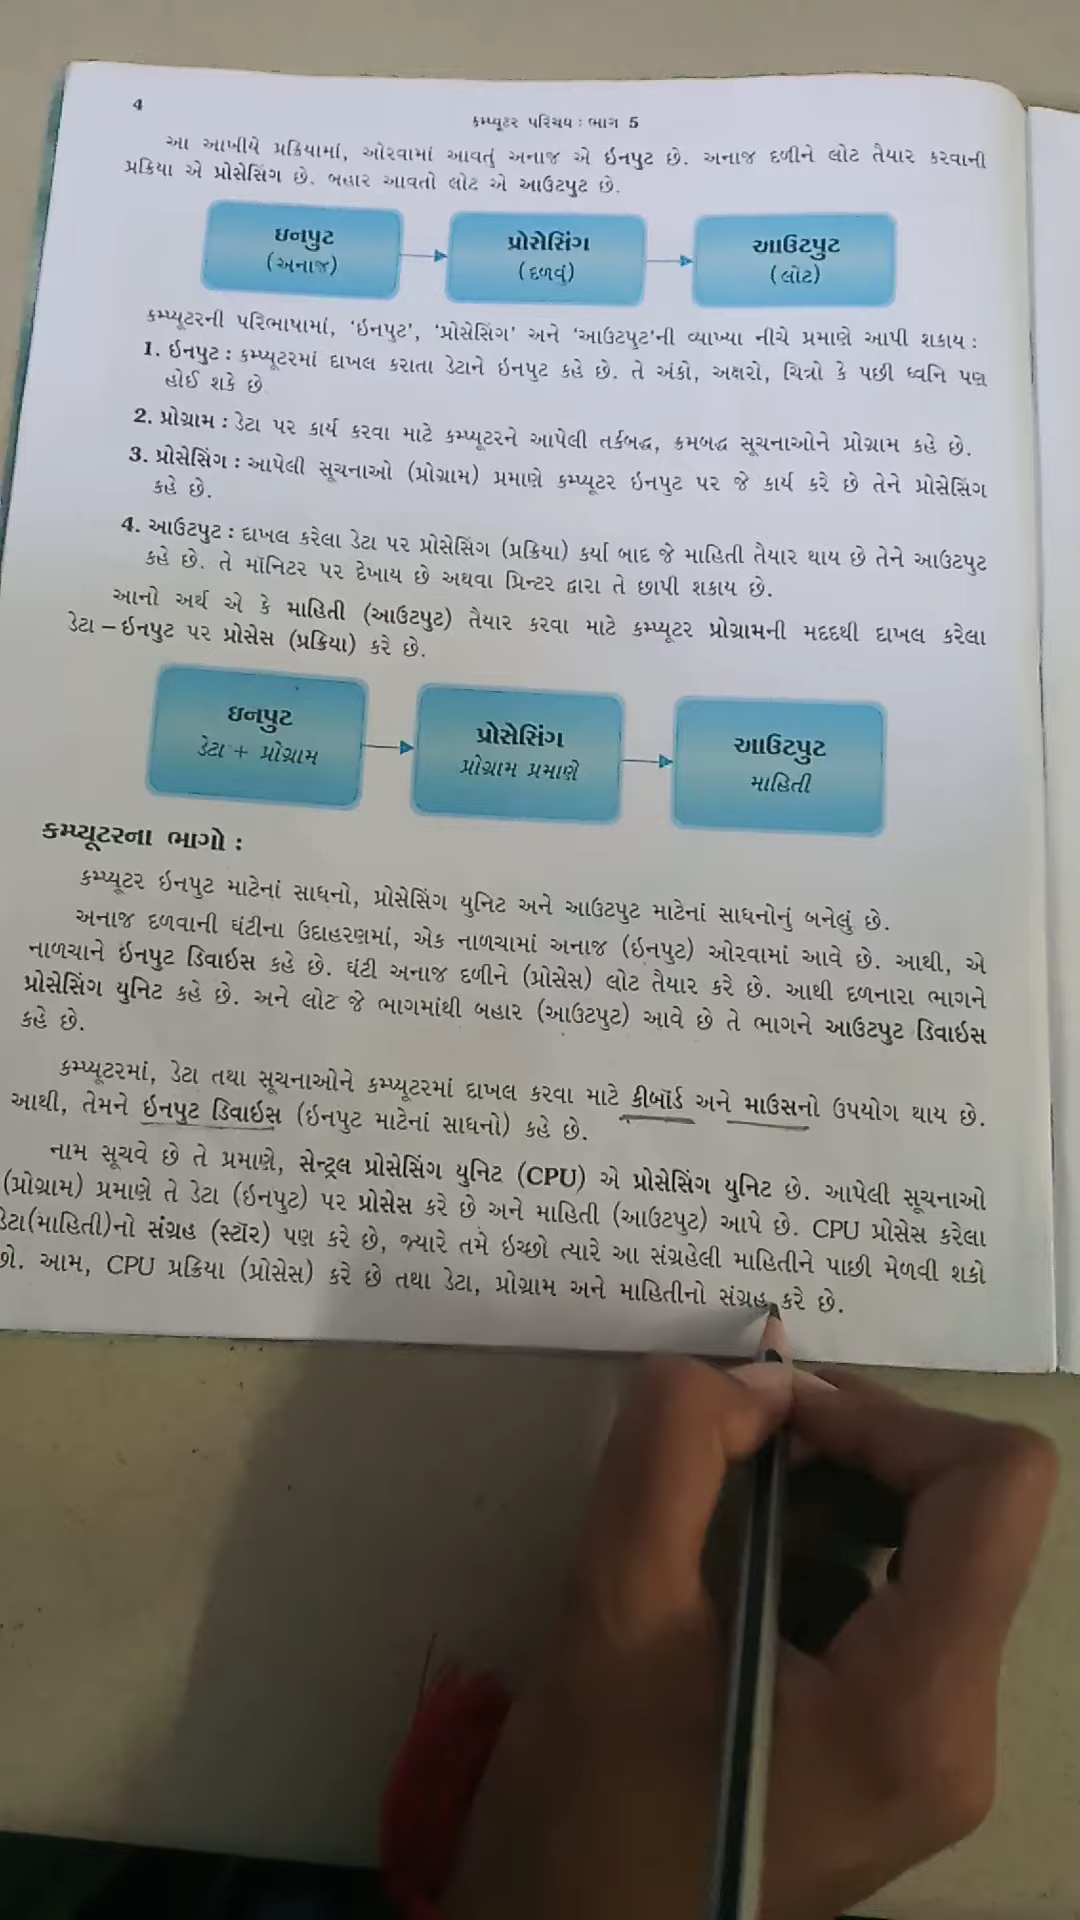 4
કમ્પ્યૂટર પરિચય : ભાગ 5
આ આખીયે પ્રક્રિયામાં, ઓરવામાં આવતું અનાજ એ ઇનપુટ છે. અનાજ દળીને લોટ તૈયાર કરવાની
પ્રક્રિયા એ પ્રોસેસિંગ છે. બહાર આવતો લોટ એ આઉટપુટ છે.
ઇનપુટ
(અનાજ)
પ્રોસેસિંગ
(દળવું)
આઉટપુટ
(લોટ)
કમ્પ્યૂટરની પરિભાષામાં, ‘ઇનપુટ’, ‘પ્રોસેસિંગ’ અને ‘આઉટપુટ’ની વ્યાખ્યા નીચે પ્રમાણે આપી શકાય :
1. ઇનપુટ : કમ્પ્યૂટરમાં દાખલ કરાતા ડેટાને ઇનપુટ કહે છે. તે અંકો, અક્ષરો, ચિત્રો કે પછી ધ્વનિ પણ
હોઈ શકે છે.
2. પ્રોગ્રામ : ડેટા પર કાર્ય કરવા માટે કમ્પ્યૂટરને આપેલી તર્કબદ્ધ, ક્રમબદ્ધ સૂચનાઓને પ્રોગ્રામ કહે છે.
3. પ્રોસેસિંગ : આપેલી સૂચનાઓ (પ્રોગ્રામ) પ્રમાણે કમ્પ્યૂટર ઇનપુટ પર જે કાર્ય કરે છે તેને પ્રોસેસિંગ
કહે છે.
4. આઉટપુટ : દાખલ કરેલા ડેટા પર પ્રોસેસિંગ (પ્રક્રિયા) કર્યા બાદ જે માહિતી તૈયાર થાય છે તેને આઉટપુટ
કહે છે. તે મૉનિટર પર દેખાય છે અથવા પ્રિન્ટર દ્વારા તે છાપી શકાય છે.
આનો અર્થ એ કે માહિતી (આઉટપુટ) તૈયાર કરવા માટે કમ્પ્યૂટર પ્રોગ્રામની મદદથી દાખલ કરેલા
ડેટા – ઇનપુટ પર પ્રોસેસ (પ્રક્રિયા) કરે છે.
ઇનપુટ
ડેટા + પ્રોગ્રામ
પ્રોસેસિંગ
પ્રોગ્રામ પ્રમાણે
આઉટપુટ
માહિતી
કમ્પ્યૂટરના ભાગો :
કમ્પ્યૂટર ઇનપુટ માટેનાં સાધનો, પ્રોસેસિંગ યુનિટ અને આઉટપુટ માટેનાં સાધનોનું બનેલું છે.
અનાજ દળવાની ઘંટીના ઉદાહરણમાં, એક નાળચામાં અનાજ (ઇનપુટ) ઓરવામાં આવે છે. આથી, એ
નાળચાને ઇનપુટ ડિવાઇસ કહે છે. ઘંટી અનાજ દળીને (પ્રોસેસ) લોટ તૈયાર કરે છે. આથી દળનારા ભાગને
પ્રોસેસિંગ યુનિટ કહે છે. અને લોટ જે ભાગમાંથી બહાર (આઉટપુટ) આવે છે તે ભાગને આઉટપુટ ડિવાઇસ
કહે છે.
કમ્પ્યૂટરમાં, ડેટા તથા સૂચનાઓને કમ્પ્યૂટરમાં દાખલ કરવા માટે કીબૉર્ડ અને માઉસનો ઉપયોગ થાય છે.
આથી, તેમને ઇનપુટ ડિવાઇસ (ઇનપુટ માટેનાં સાધનો) કહે છે.
નામ સૂચવે છે તે પ્રમાણે, સેન્ટ્રલ પ્રોસેસિંગ યુનિટ (CPU) એ પ્રોસેસિંગ યુનિટ છે. આપેલી સૂચનાઓ
(પ્રોગ્રામ) પ્રમાણે તે ડેટા (ઇનપુટ) પર પ્રોસેસ કરે છે અને માહિતી (આઉટપુટ) આપે છે. CPU પ્રોસેસ કરેલા
ડેટા(માહિતી)નો સંગ્રહ (સ્ટૉર) પણ કરે છે, જ્યારે તમે ઇચ્છો ત્યારે આ સંગ્રહેલી માહિતીને પાછી મેળવી શકો
છો. આમ, CPU પ્રક્રિયા (પ્રોસેસ) કરે છે તથા ડેટા, પ્રોગ્રામ અને માહિતીનો સંગ્રહ કરે છે.